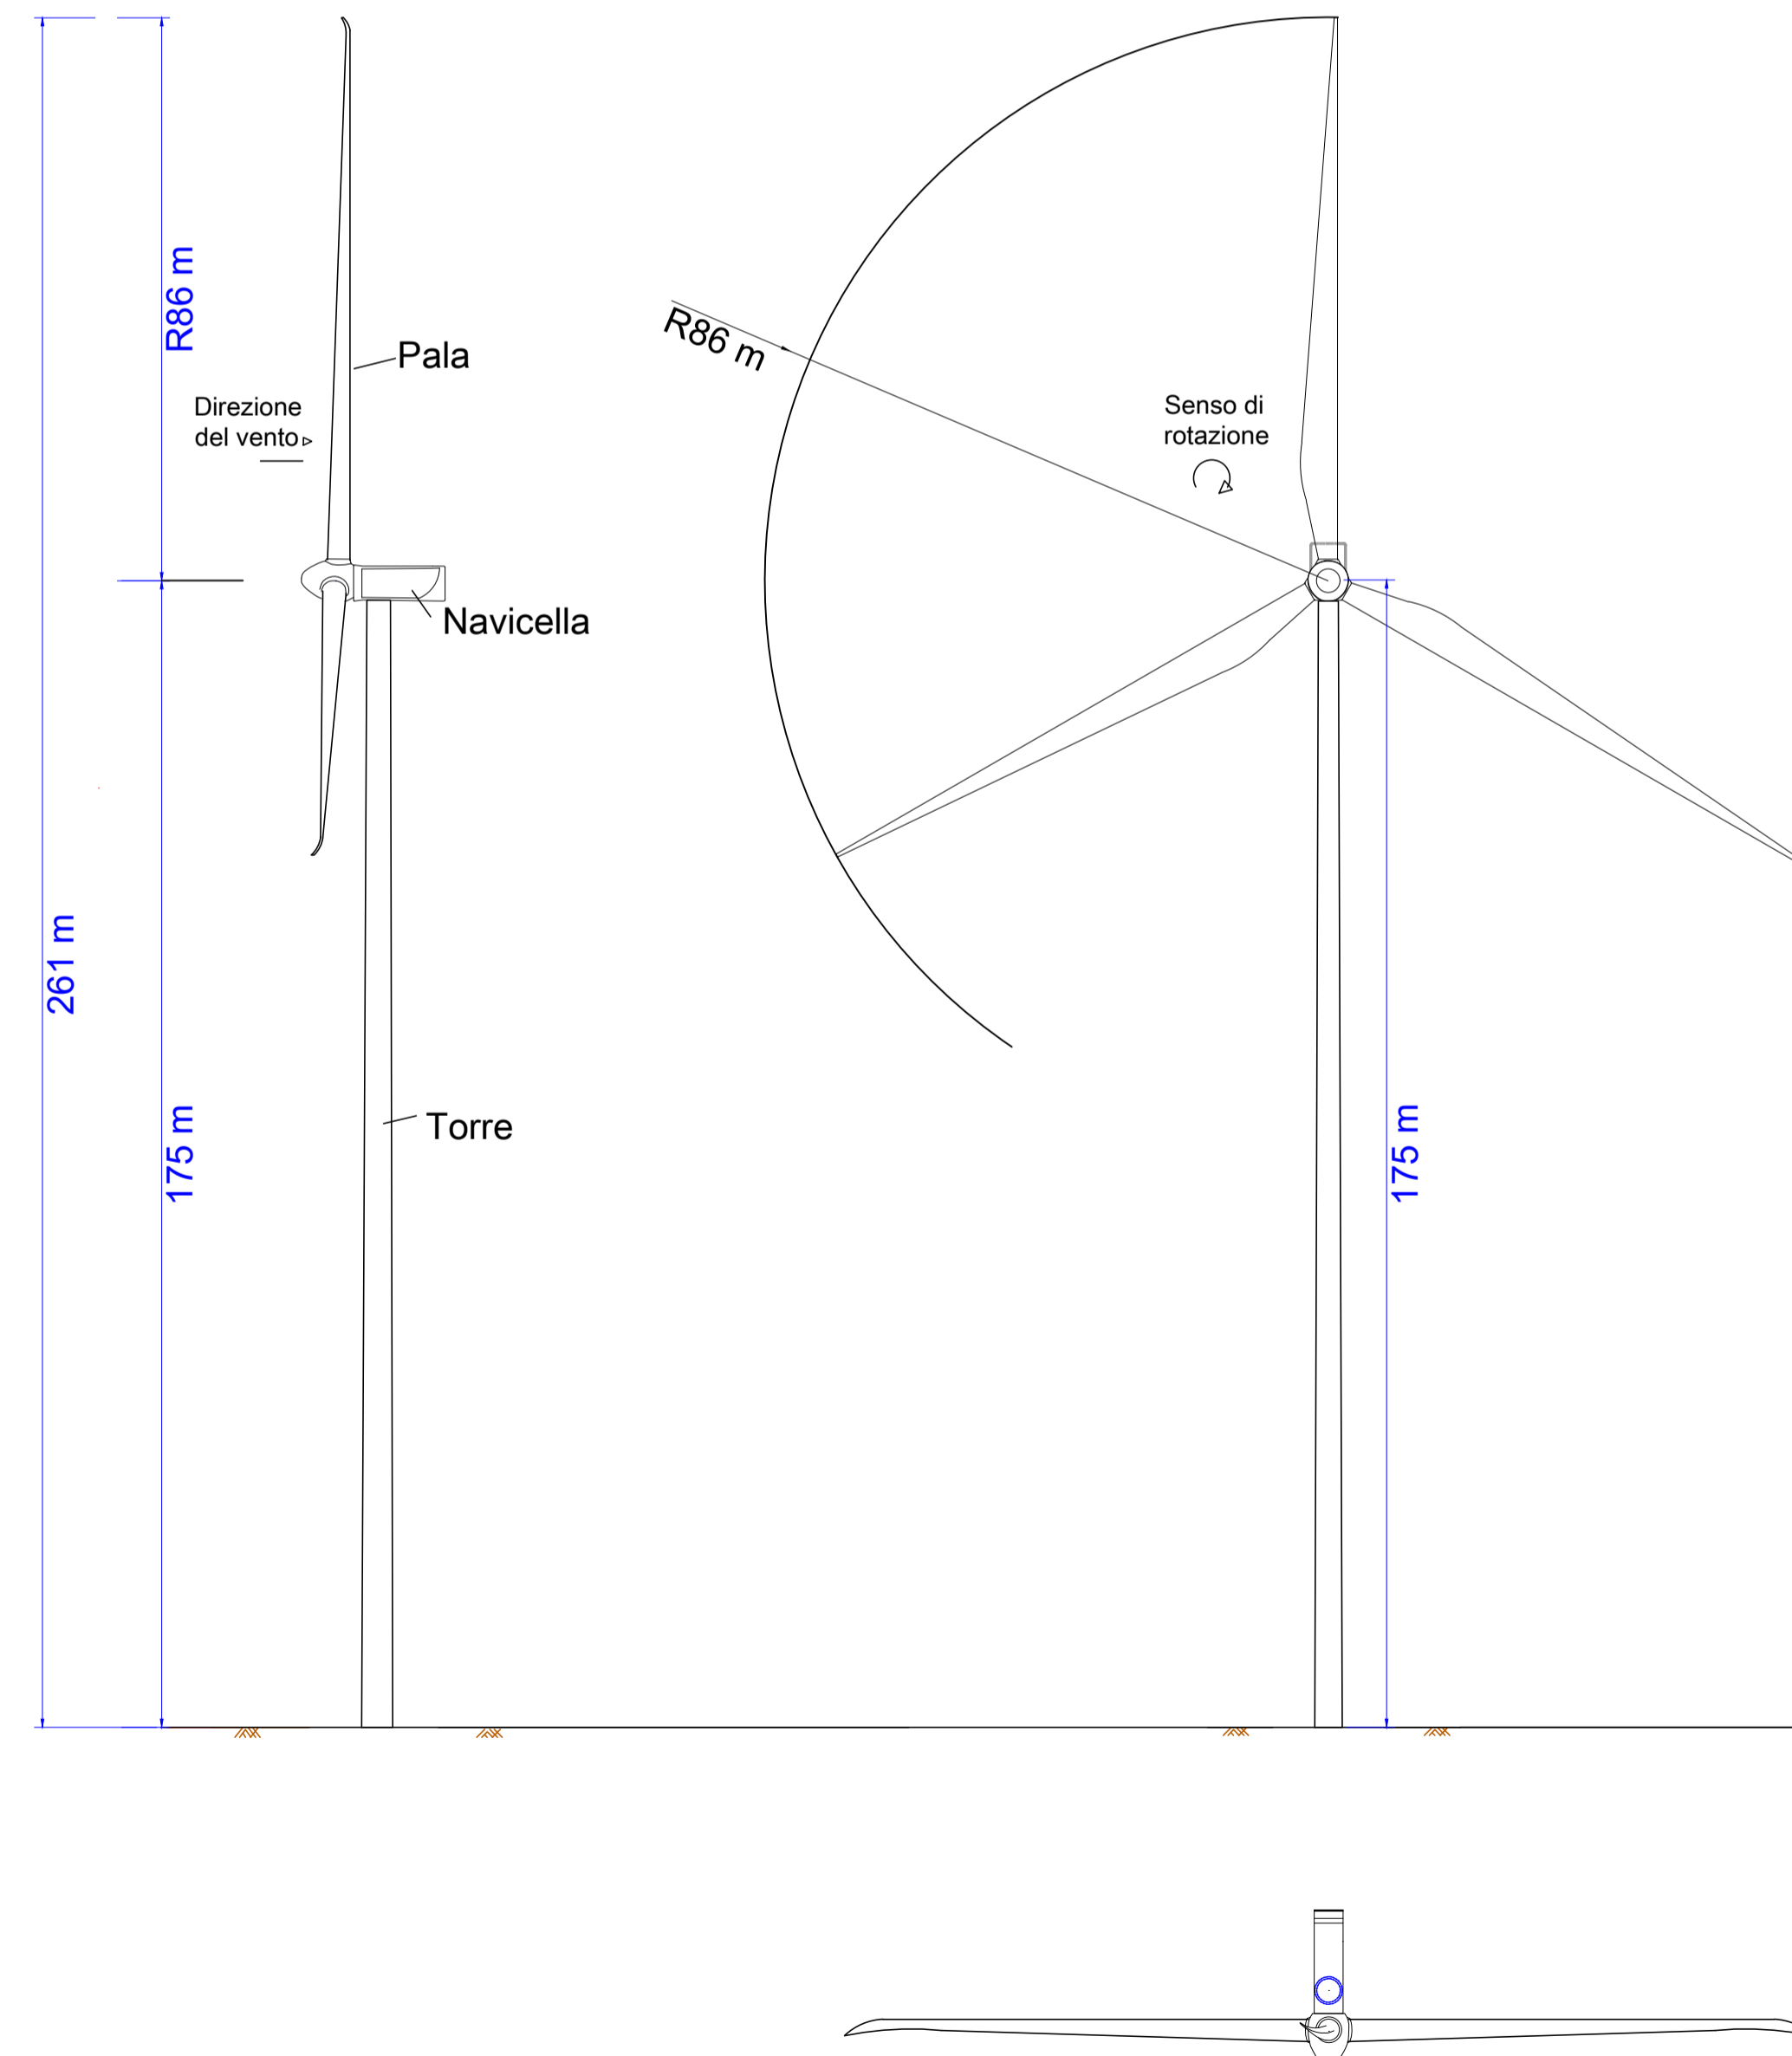 R86 m
Pala
R86 m
Direzione
del vento
Senso di
rotazione
Navicella
261 m
175 m
Torre
175 m